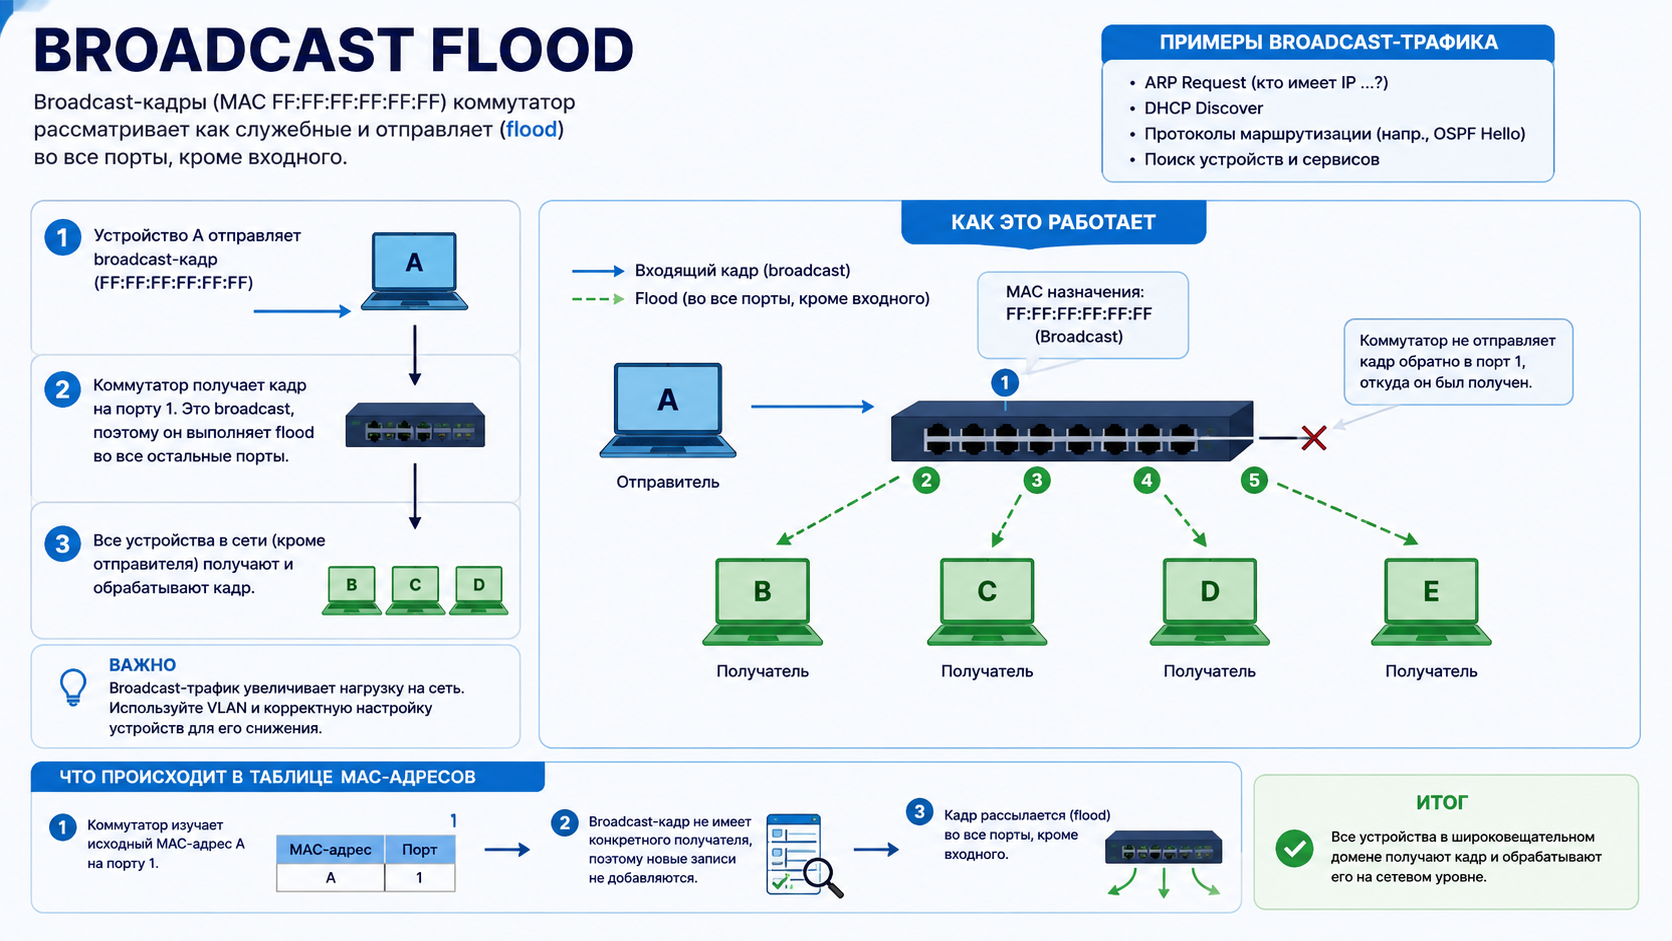 BROADCAST FLOOD
Broadcast-кадры (MAC FF:FF:FF:FF:FF:FF) коммутатор
рассматривает как служебные и отправляет (flood)
во все порты, кроме входного.
ПРИМЕРЫ BROADCAST-ТРАФИКА
• ARP Request (кто имеет IP ...?)
• DHCP Discover
• Протоколы маршрутизации (напр., OSPF Hello)
• Поиск устройств и сервисов
1
Устройство A отправляет
broadcast-кадр
(FF:FF:FF:FF:FF:FF)
A
2
Коммутатор получает кадр
на порту 1. Это broadcast,
поэтому он выполняет flood
во все остальные порты.
3
Все устройства в сети (кроме
отправителя) получают и
обрабатывают кадр.
B
C
D
ВАЖНО
Broadcast-трафик увеличивает нагрузку на сеть.
Используйте VLAN и корректную настройку
устройств для его снижения.
КАК ЭТО РАБОТАЕТ
Входящий кадр (broadcast)
Flood (во все порты, кроме входного)
MAC назначения:
FF:FF:FF:FF:FF:FF
(Broadcast)
Коммутатор не отправляет
кадр обратно в порт 1,
откуда он был получен.
1
A
Отправитель
2
3
4
5
B
C
D
E
Получатель
Получатель
Получатель
Получатель
ЧТО ПРОИСХОДИТ В ТАБЛИЦЕ MAC-АДРЕСОВ
1
Коммутатор изучает
исходный MAC-адрес A
на порту 1.
1
MAC-адрес Порт
A 1
2
Broadcast-кадр не имеет
конкретного получателя,
поэтому новые записи
не добавляются.
3
Кадр рассылается (flood)
во все порты, кроме
входного.
ИТОГ
Все устройства в широковещательном
домене получают кадр и обрабатывают
его на сетевом уровне.